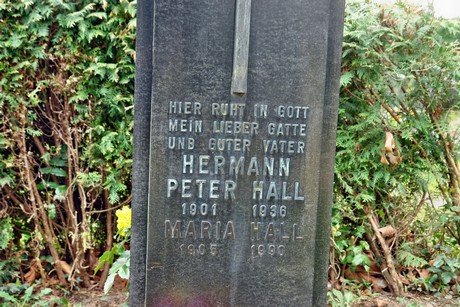 HIER RUHT IN GOTT
MEIN LIEBER GATTE
UND GUTER VATER
HERMANN
PETER HALL
1901 1936
MARIA HALL
1905 1990